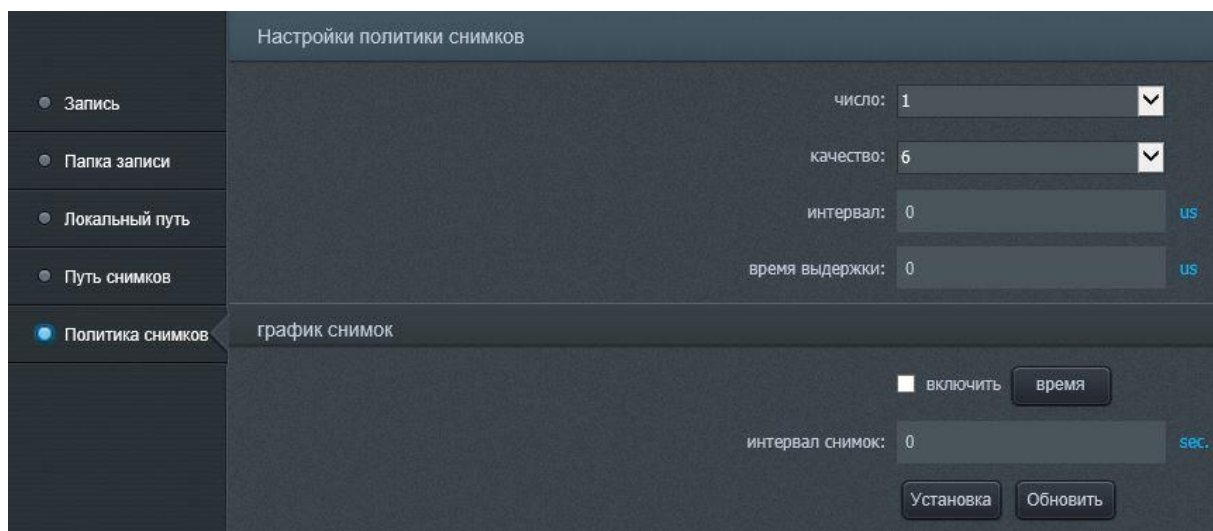 Настройки политики снимков
Запись
Папка записи
Локальный путь
Путь снимков
Политика снимков
число: 1
качество: 6
интервал: 0 us
время выдержки: 0 us
график снимок
включить время
интервал снимок: 0 sec.
Установка Обновить